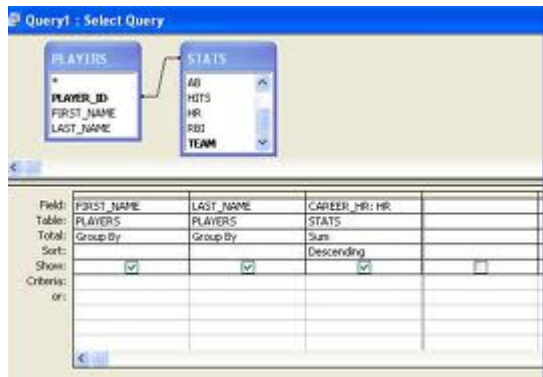 Query1 : Select Query
PLAYERS
*
PLAYER_ID
FIRST_NAME
LAST_NAME
STATS
AB
HITS
HR
RBI
TEAM
Field: FIRST_NAME LAST_NAME CAREER_HR: HR
Table: PLAYERS PLAYERS STATS
Total: Group By Group By Sum
Sort: Descending
Show:
Criteria:
or: